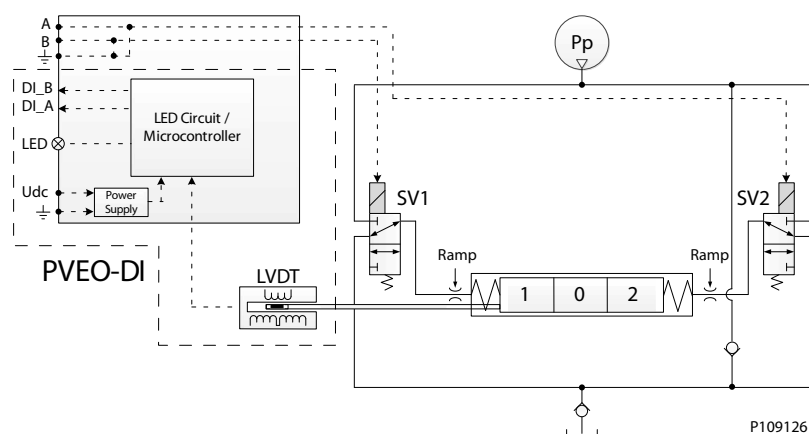 A
B
DI_B
DI_A
LED
Udc
LED Circuit /
Microcontroller
Power
Supply
PVEO-DI
LVDT
Pp
SV1
SV2
Ramp
Ramp
1 0 2
P109126